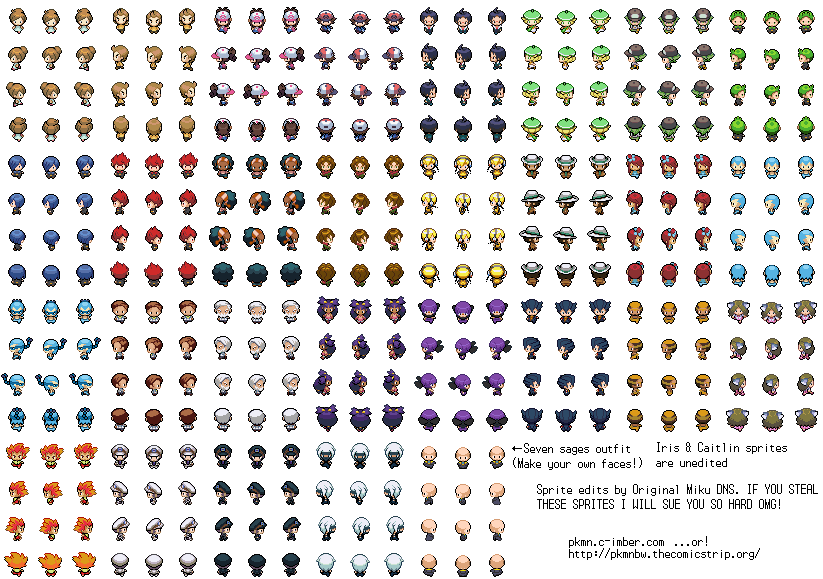 ←Seven sages outfit
(Make your own faces!)
Iris & Caitlin sprites
are unedited
Sprite edits by Original Miku DNS. IF YOU STEAL
THESE SPRITES I WILL SUE YOU SO HARD OMG!
pkmn.c-imber.com ...or!
http://pkmnbw.thecomicstrip.org/